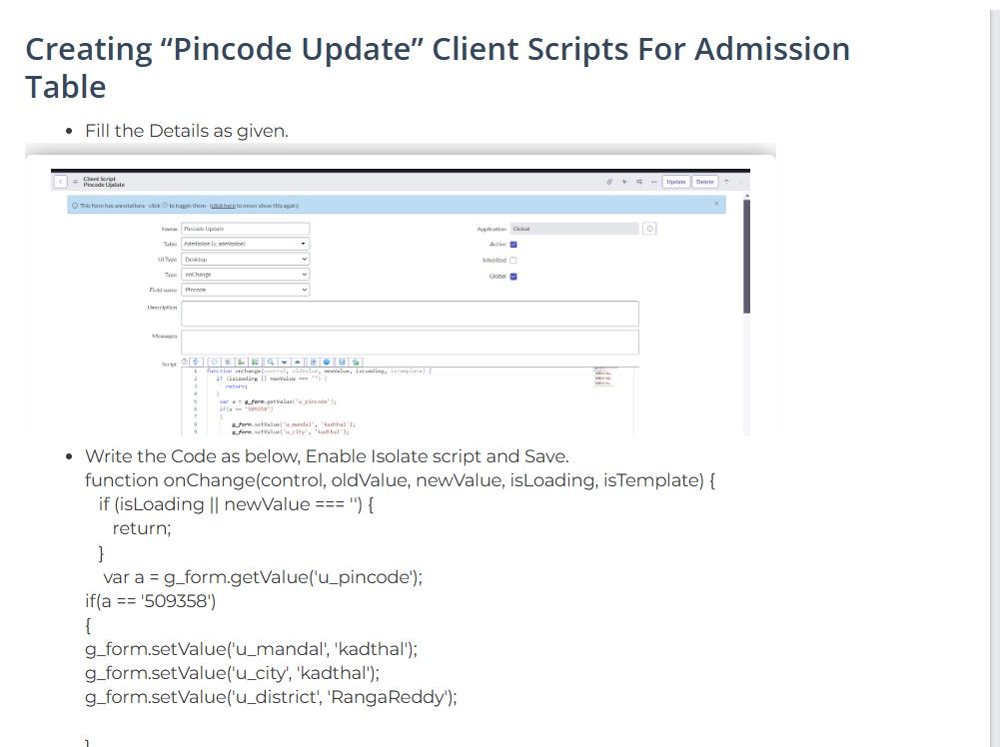 Creating “Pincode Update” Client Scripts For Admission
Table
• Fill the Details as given.
Client Script
Pincode Update
Update
Delete
This form has annotations - click
to toggle them - (click here to never show this again)
Name
Pincode Update
Application
Global
Table
Admission [u_admission]
Active
UI Type
Desktop
Inherited
Type
onChange
Global
Field name
Pincode
Description
Messages
Script
1 function onChange(control, oldValue, newValue, isLoading, isTemplate) {
2 if (isLoading || newValue === '') {
3 return;
4 }
5 var a = g_form.getValue('u_pincode');
6 if(a == '509358')
7 {
8 g_form.setValue('u_mandal', 'kadthal');
9 g_form.setValue('u_city', 'kadthal');
• Write the Code as below, Enable Isolate script and Save.
function onChange(control, oldValue, newValue, isLoading, isTemplate) {
if (isLoading || newValue === '') {
return;
}
var a = g_form.getValue('u_pincode');
if(a == '509358')
{
g_form.setValue('u_mandal', 'kadthal');
g_form.setValue('u_city', 'kadthal');
g_form.setValue('u_district', 'RangaReddy');
}